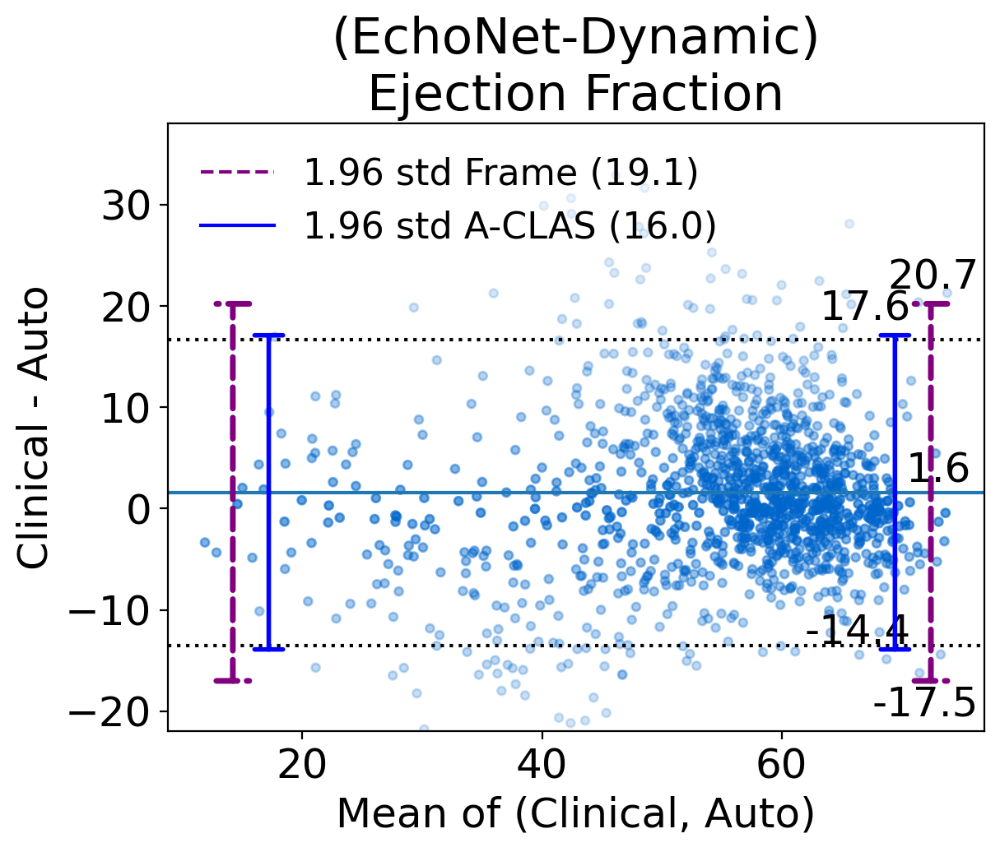 (EchoNet-Dynamic)
Ejection Fraction
1.96 std Frame (19.1)
1.96 std A-CLAS (16.0)
Clinical - Auto
30
20
10
0
−10
−20
20.7
17.6
1.6
-14.4
-17.5
20
40
60
Mean of (Clinical, Auto)